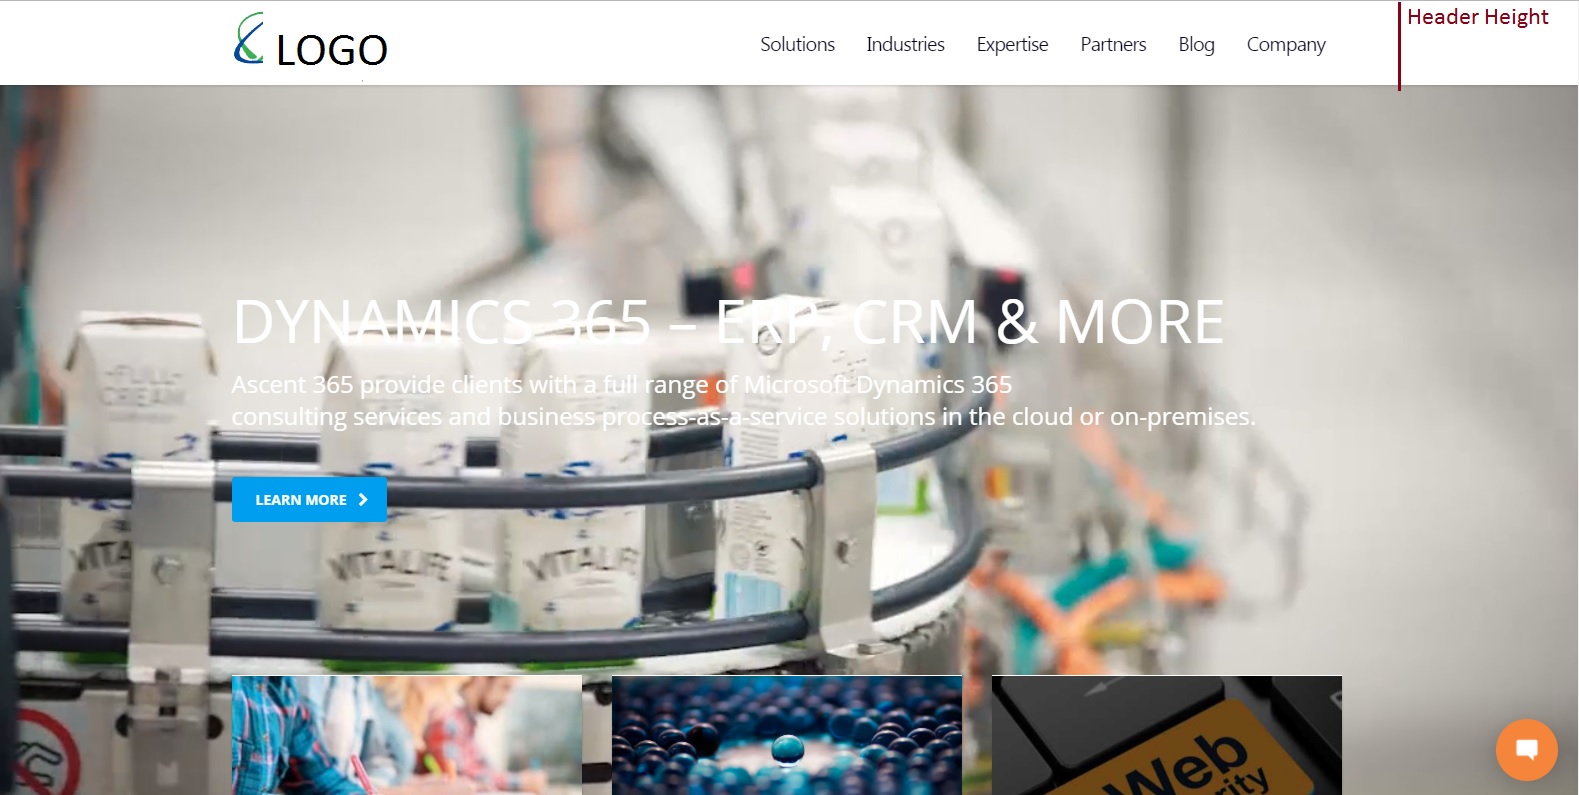 LOGO
Solutions Industries Expertise Partners Blog Company
Header Height
DYNAMICS 365 – ERP, CRM & MORE
Ascent 365 provide clients with a full range of Microsoft Dynamics 365
consulting services and business process-as-a-service solutions in the cloud or on-premises.
LEARN MORE
FULL
CREAM
VITALIFE
VITALIFE
Web